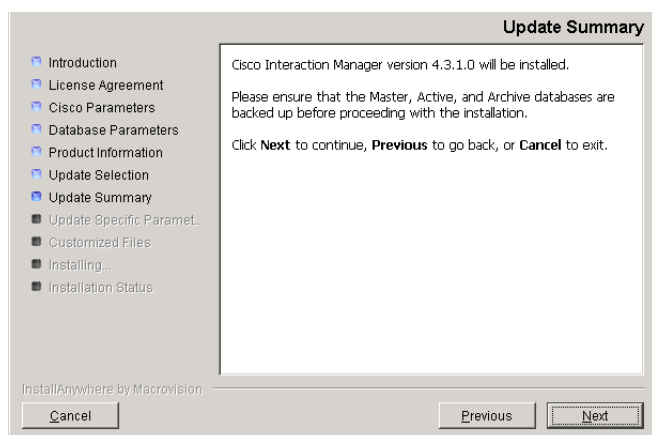 Update Summary
Introduction
License Agreement
Cisco Parameters
Database Parameters
Product Information
Update Selection
Update Summary
Update Specific Paramet...
Customized Files
Installing...
Installation Status
Cisco Interaction Manager version 4.3.1.0 will be installed.
Please ensure that the Master, Active, and Archive databases are
backed up before proceeding with the installation.
Click Next to continue, Previous to go back, or Cancel to exit.
InstallAnywhere by Macrovision
Cancel
Previous
Next